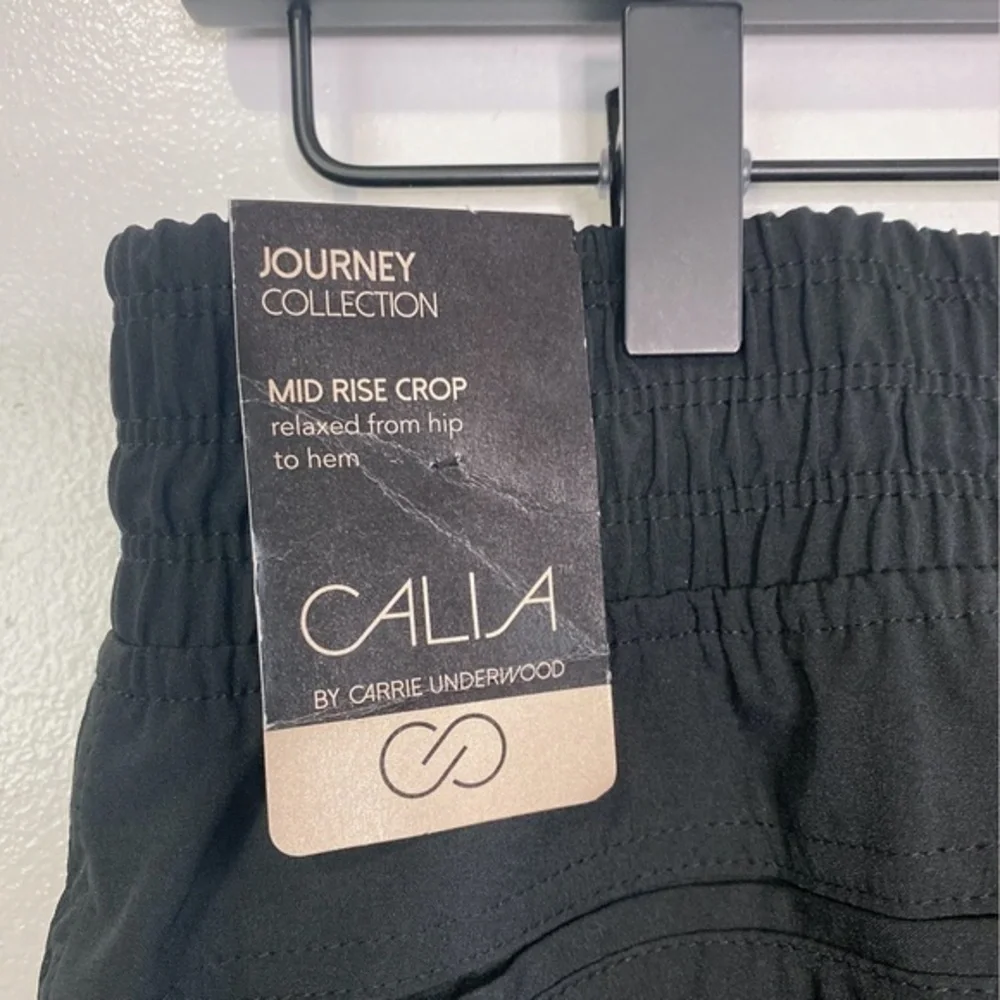 JOURNEY
COLLECTION
MID RISE CROP
relaxed from hip
to hem
CALIA
BY CARRIE UNDERWOOD